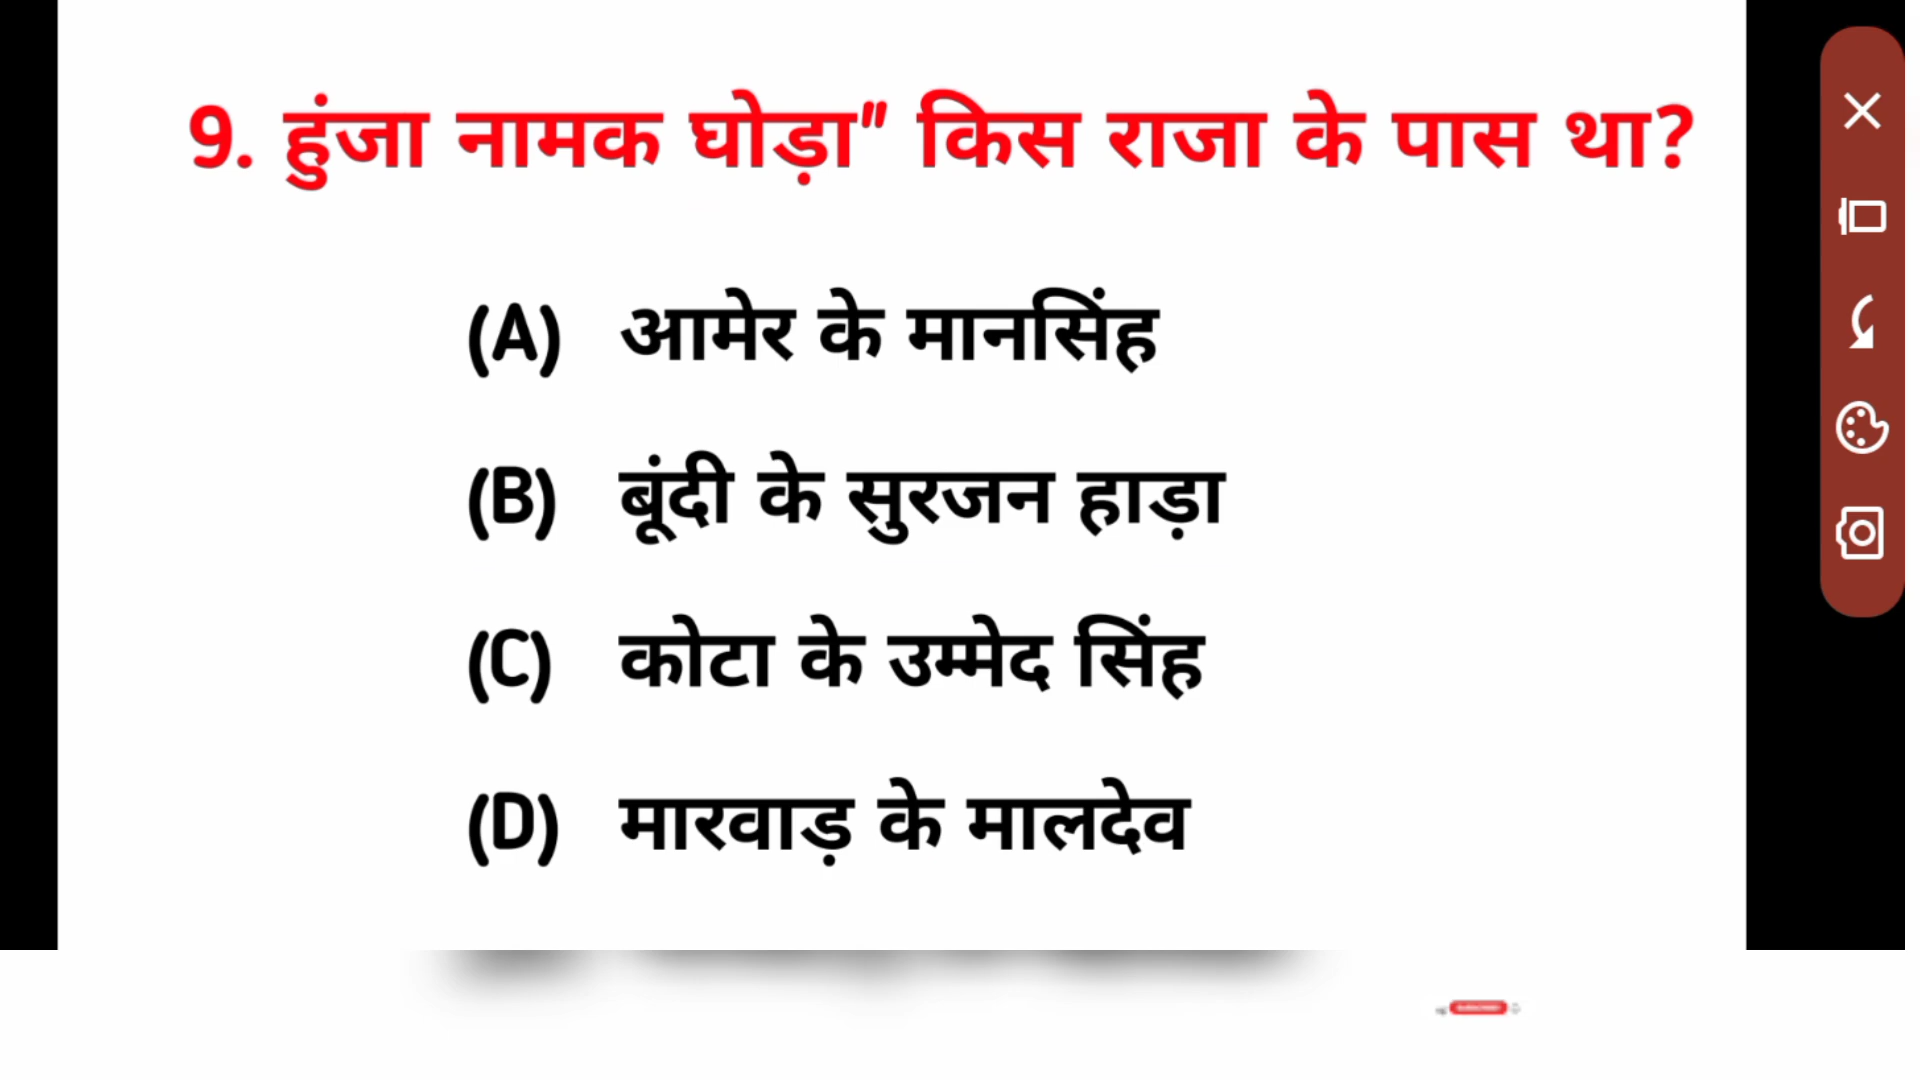 9. हुंजा नामक घोड़ा" किस राजा के पास था?
(A) आमेर के मानसिंह
(B) बूंदी के सुरजन हाड़ा
(C) कोटा के उम्मेद सिंह
(D) मारवाड़ के मालदेव